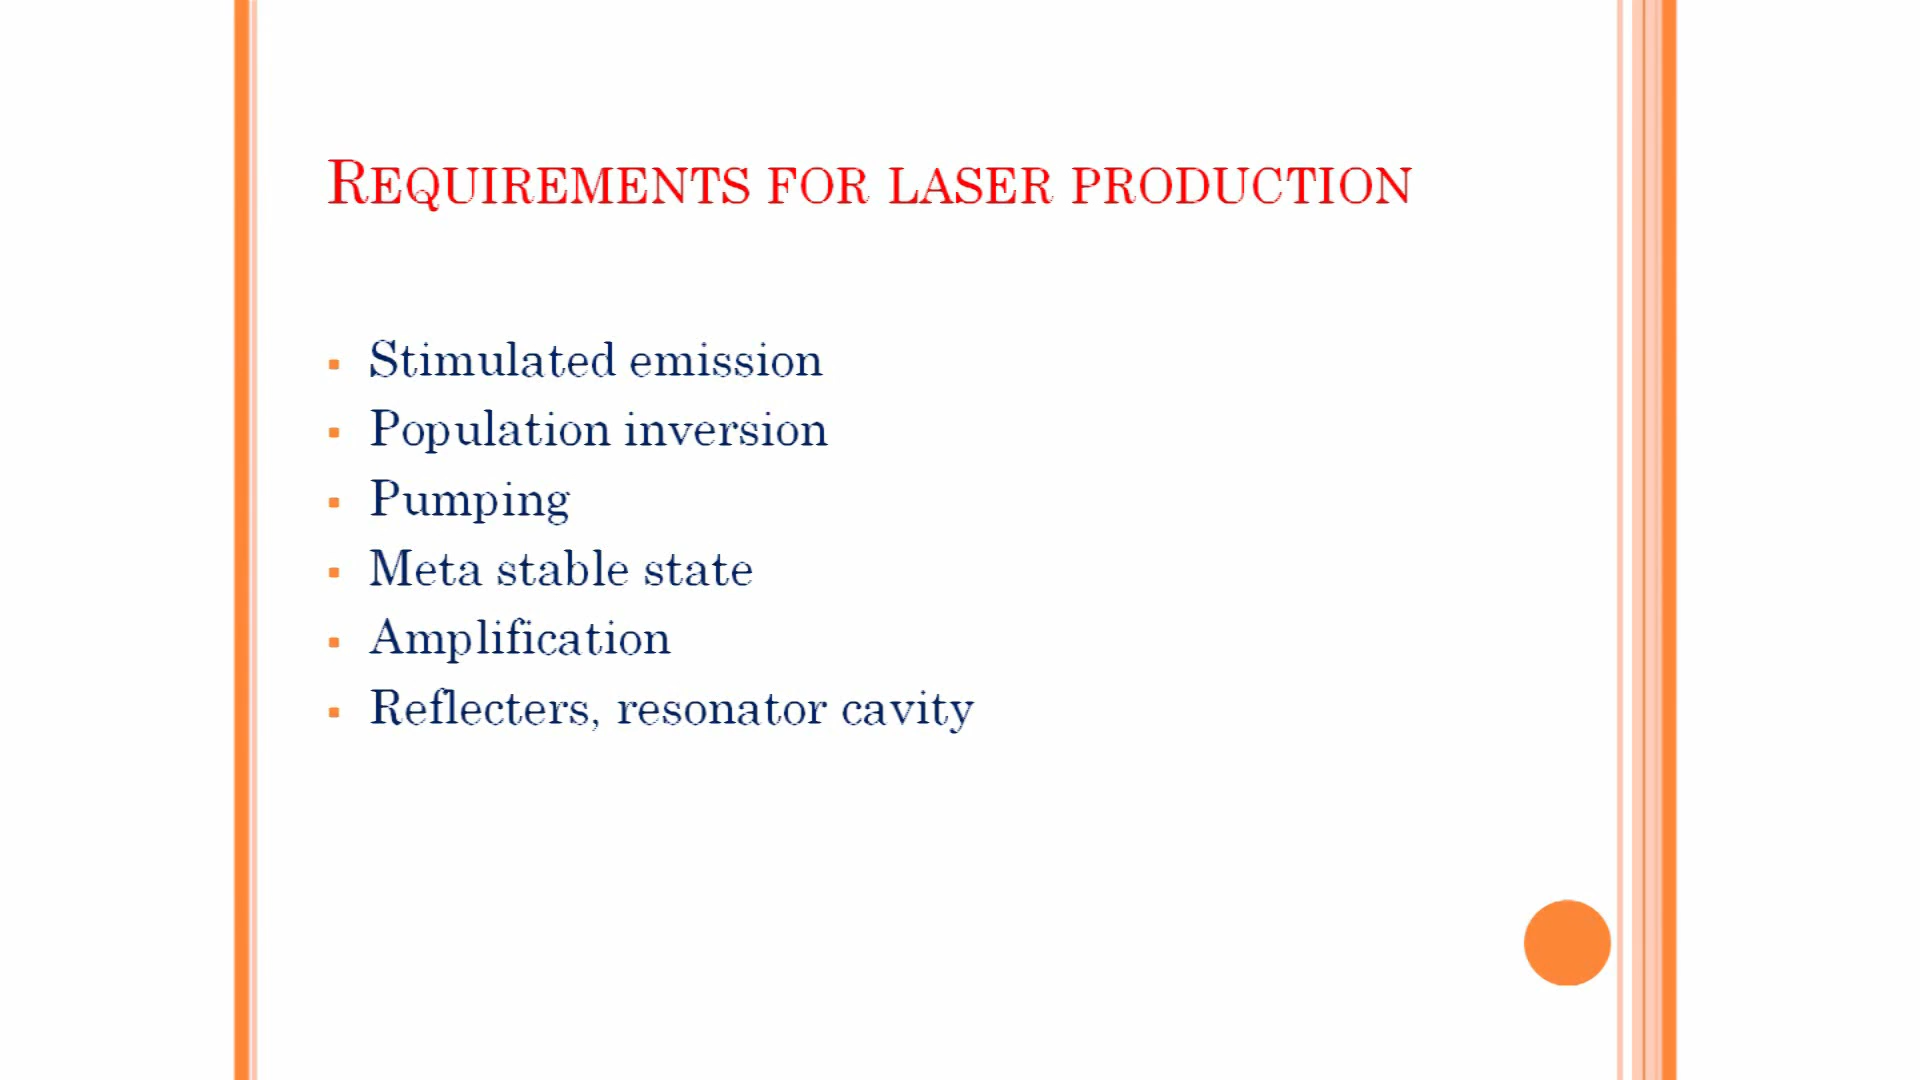 REQUIREMENTS FOR LASER PRODUCTION
▪ Stimulated emission
▪ Population inversion
▪ Pumping
▪ Meta stable state
▪ Amplification
▪ Reflecters, resonator cavity